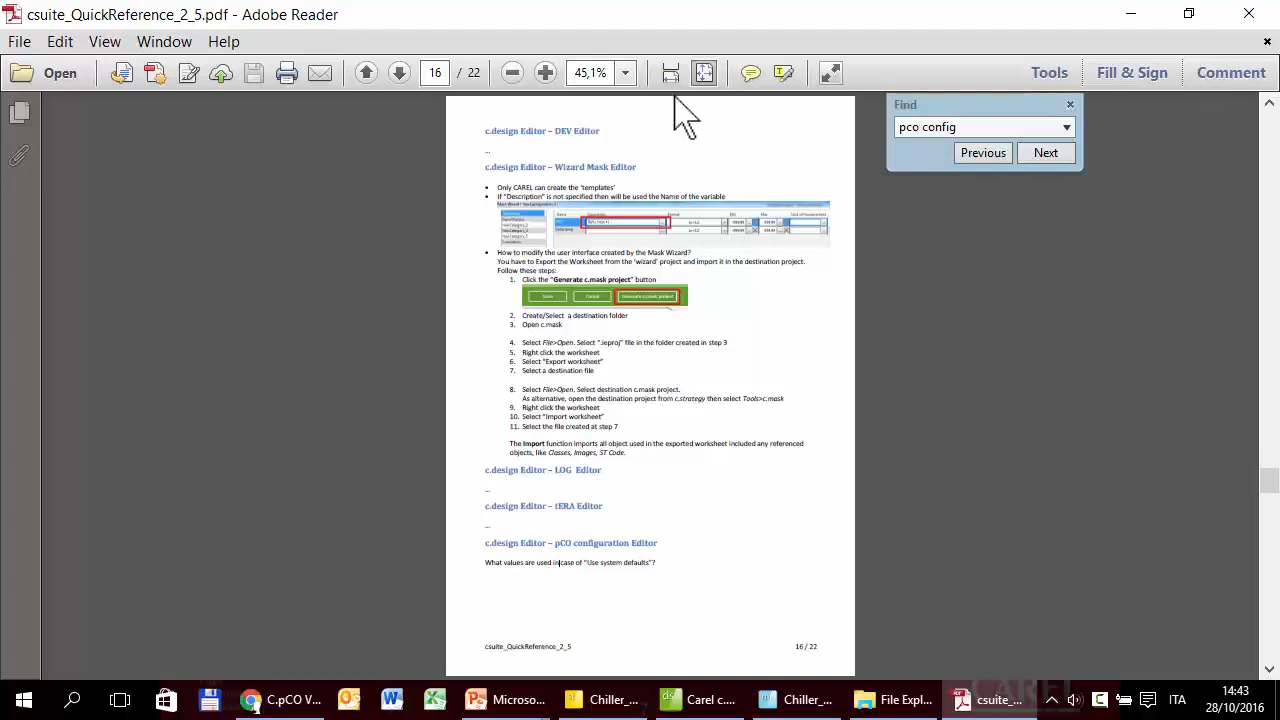 csuite_QuickReference_2_5.pdf - Adobe Reader
File Edit View Window Help
Open 16 / 22 45,1% Tools Fill & Sign Comment
Find
pco config
Previous Next
c.design Editor – DEV Editor
...
c.design Editor – Wizard Mask Editor
• Only CAREL can create the 'templates'
• If "Description" is not specified then will be used the Name of the variable
• How to modify the user interface created by the Mask Wizard?
You have to Export the Worksheet from the 'wizard' project and import it in the destination project.
Follow these steps:
1. Click the "Generate c.mask project" button
Save Cancel Generate c.mask project
2. Create/Select a destination folder
3. Open c.mask
4. Select File>Open. Select ".ieproj" file in the folder created in step 3
5. Right click the worksheet
6. Select "Export worksheet"
7. Select a destination file
8. Select File>Open. Select destination c.mask project.
As alternative, open the destination project from c.strategy then select Tools>c.mask
9. Right click the worksheet
10. Select "Import worksheet"
11. Select the file created at step 7
The Import function imports all object used in the exported worksheet included any referenced
objects, like Classes, Images, ST Code.
c.design Editor – LOG Editor
...
c.design Editor – tERA Editor
...
c.design Editor – pCO configuration Editor
What values are used in case of "Use system defaults"?
csuite_QuickReference_2_5 16 / 22
C.pCO V... Microso... Chiller_... Carel c.... Chiller_... File Expl... csuite_...
14:43
28/10/2016